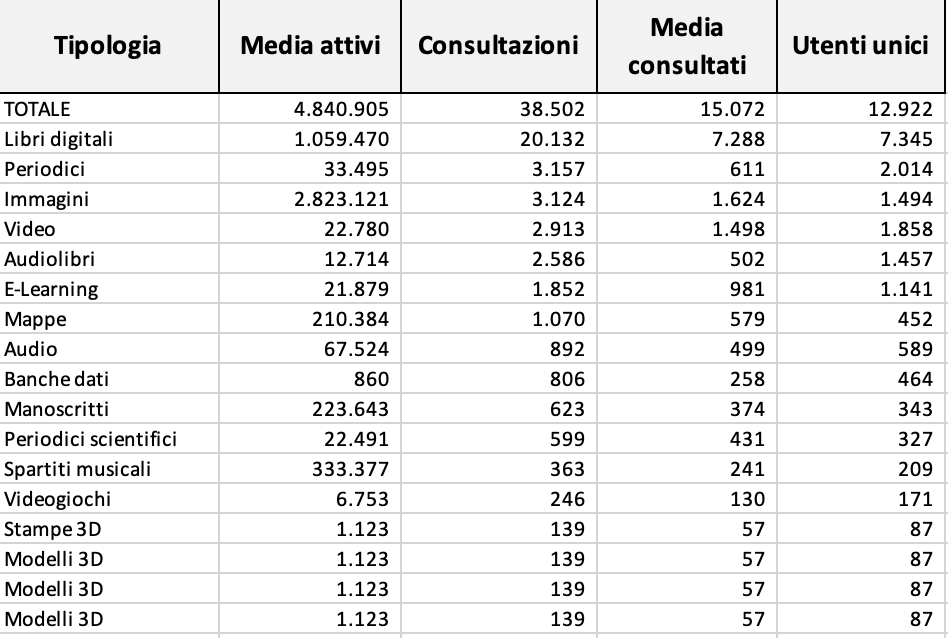 Tipologia Media attivi Consultazioni Media consultati Utenti unici
TOTALE 4.840.905 38.502 15.072 12.922
Libri digitali 1.059.470 20.132 7.288 7.345
Periodici 33.495 3.157 611 2.014
Immagini 2.823.121 3.124 1.624 1.494
Video 22.780 2.913 1.498 1.858
Audiolibri 12.714 2.586 502 1.457
E-Learning 21.879 1.852 981 1.141
Mappe 210.384 1.070 579 452
Audio 67.524 892 499 589
Banche dati 860 806 258 464
Manoscritti 223.643 623 374 343
Periodici scientifici 22.491 599 431 327
Spartiti musicali 333.377 363 241 209
Videogiochi 6.753 246 130 171
Stampe 3D 1.123 139 57 87
Modelli 3D 1.123 139 57 87
Modelli 3D 1.123 139 57 87
Modelli 3D 1.123 139 57 87